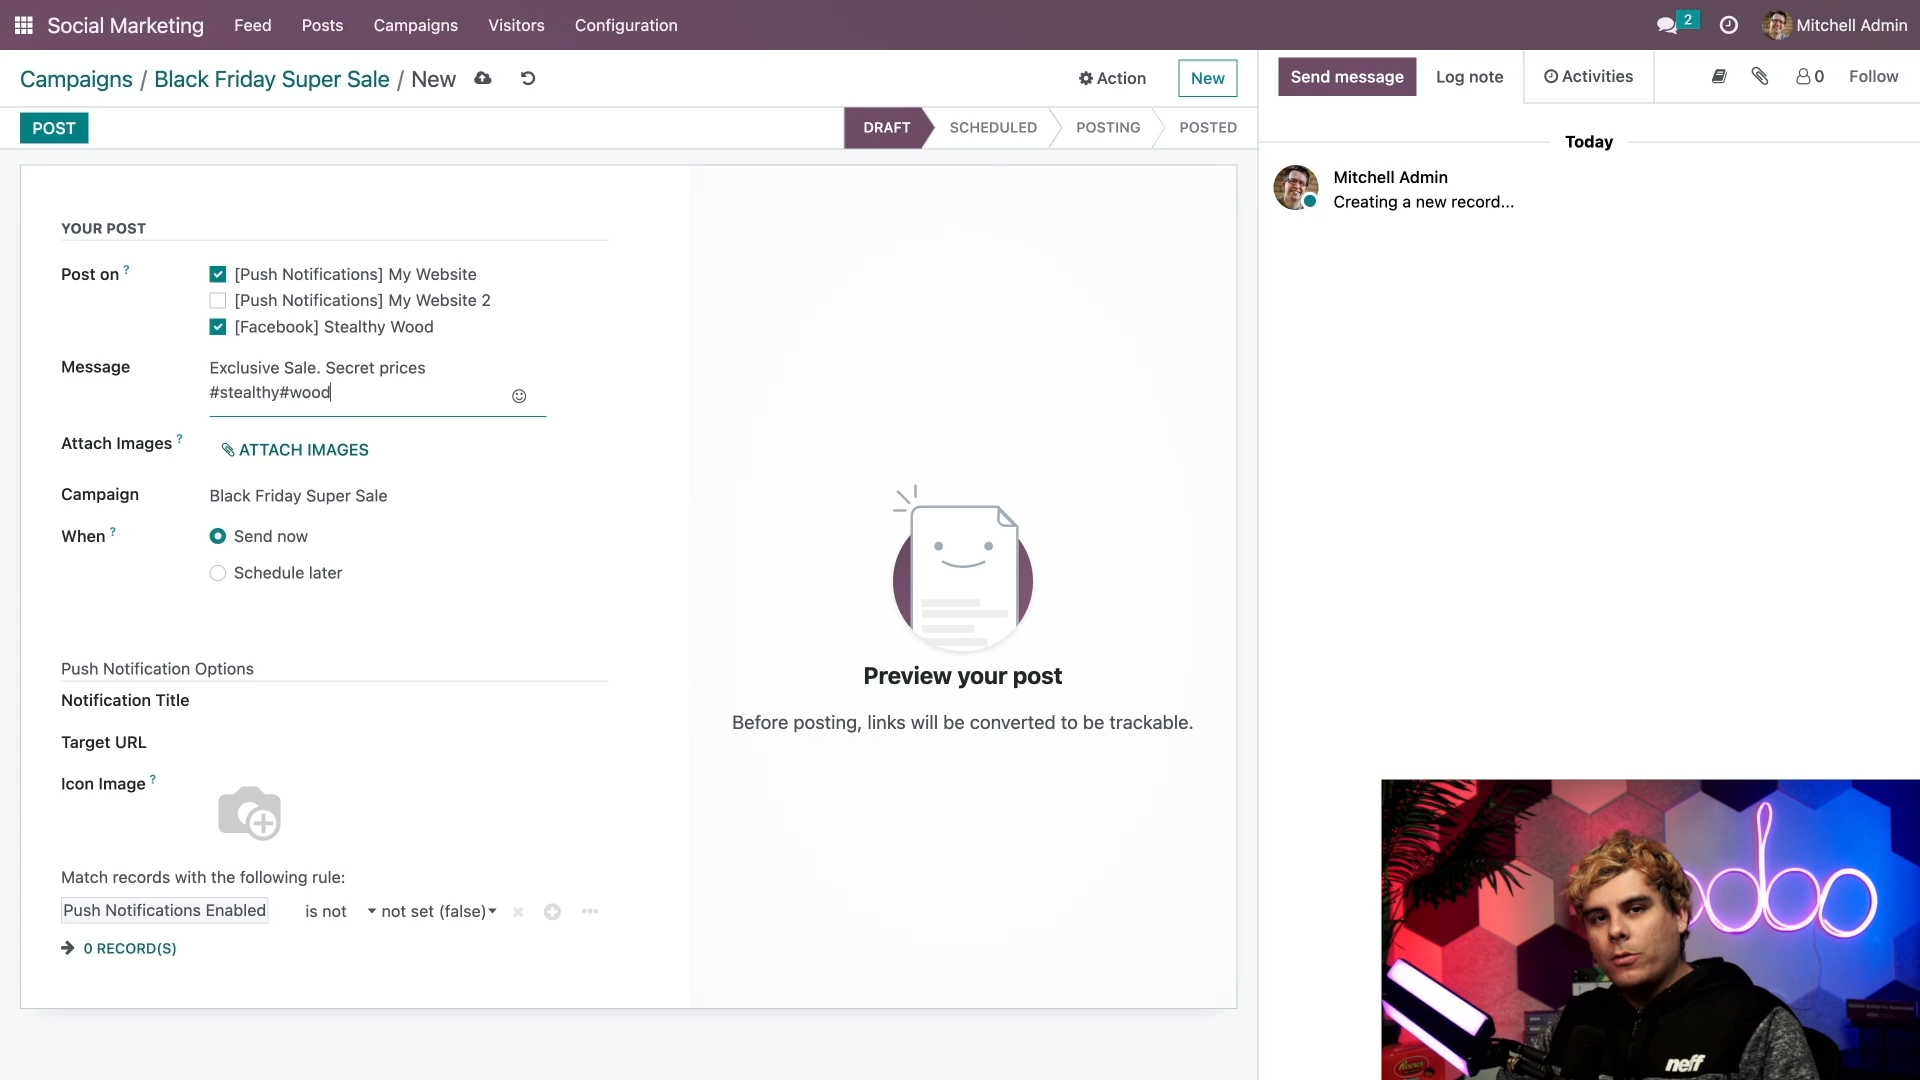 Social Marketing Feed Posts Campaigns Visitors Configuration 2 Mitchell Admin
Campaigns / Black Friday Super Sale / New Action New
Send message Log note Activities 0 Follow
POST DRAFT SCHEDULED POSTING POSTED
Today
Mitchell Admin
Creating a new record...
YOUR POST
Post on ? [Push Notifications] My Website
[Push Notifications] My Website 2
[Facebook] Stealthy Wood
Message Exclusive Sale. Secret prices
#stealthy#wood
Attach Images ? ATTACH IMAGES
Campaign Black Friday Super Sale
When ? Send now
Schedule later
Push Notification Options
Notification Title
Target URL
Icon Image ?
Match records with the following rule:
Push Notifications Enabled is not not set (false)
0 RECORD(S)
Preview your post
Before posting, links will be converted to be trackable.
odoo
neff
Reese's